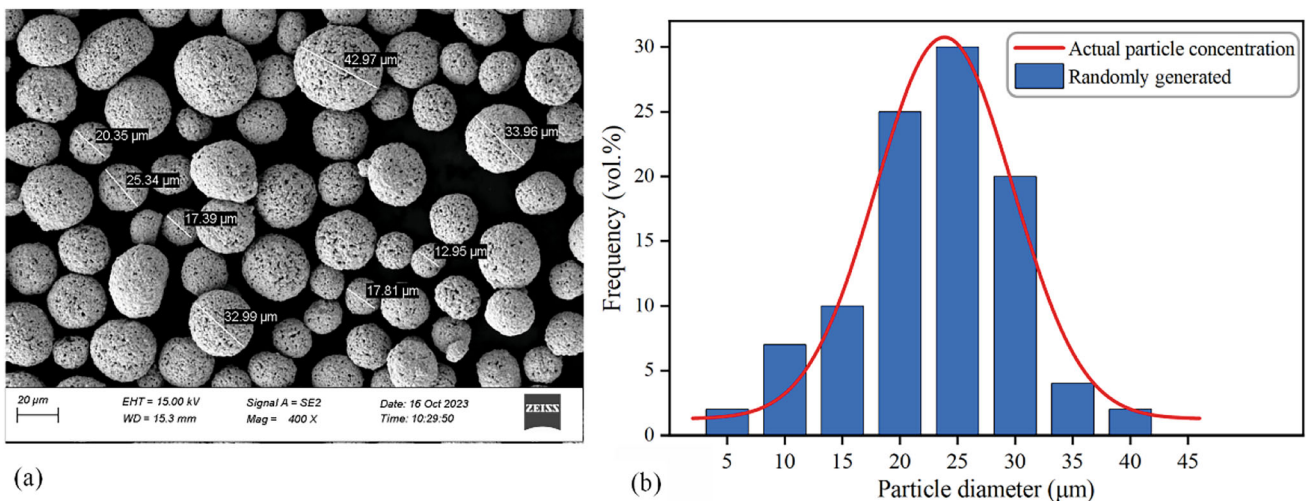 42.97 µm
33.96 µm
20.35 µm
25.34 µm
17.39 µm
12.95 µm
17.81 µm
32.99 µm
20 µm
EHT = 15.00 kV
WD = 15.3 mm
Signal A = SE2
Mag = 400 X
Date: 16 Oct 2023
Time: 10:29:50
ZEISS
(a)
Actual particle concentration
Randomly generated
Frequency (vol.%)
30
25
20
15
10
5
0
5 10 15 20 25 30 35 40 45
Particle diameter (µm)
(b)